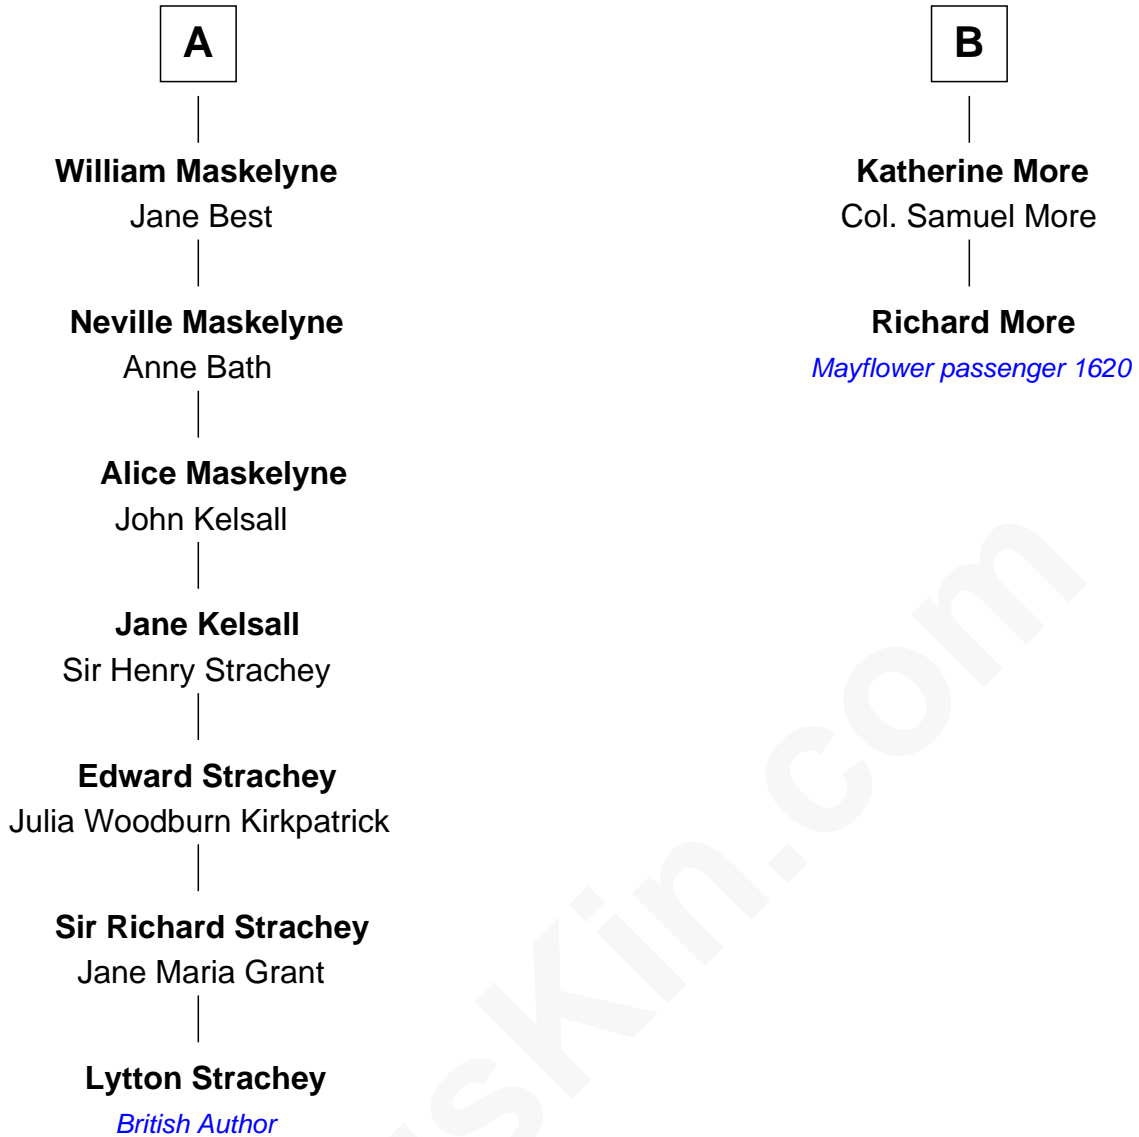 A
William Maskelyne
Jane Best
Neville Maskelyne
Anne Bath
Alice Maskelyne
John Kelsall
Jane Kelsall
Sir Henry Strachey
Edward Strachey
Julia Woodburn Kirkpatrick
Sir Richard Strachey
Jane Maria Grant
Lytton Strachey
British Author
B
Katherine More
Col. Samuel More
Richard More
Mayflower passenger 1620
sKin.com